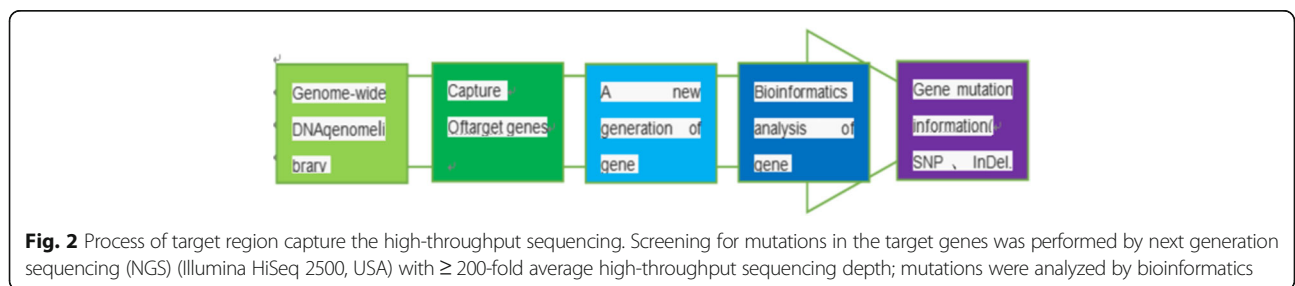 Genome-wide
DNAqenomeli
brary
Capture
Oftarget genes
A new
generation of
gene
Bioinformatics
analysis of
gene
Gene mutation
information(
SNP 、 InDel.
Fig. 2 Process of target region capture the high-throughput sequencing. Screening for mutations in the target genes was performed by next generation
sequencing (NGS) (Illumina HiSeq 2500, USA) with ≥ 200-fold average high-throughput sequencing depth; mutations were analyzed by bioinformatics